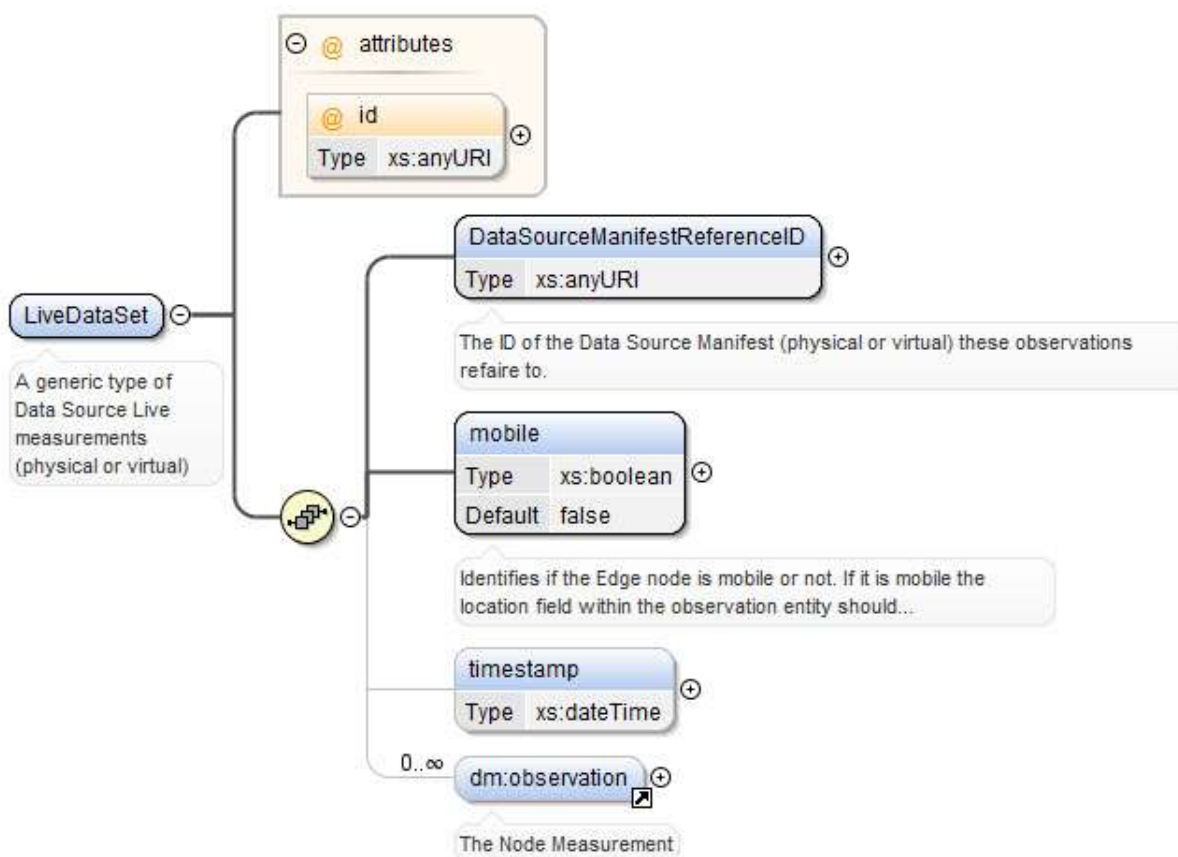 @ attributes
@ id
Type xs:anyURI
DataSourceManifestReferenceID
Type xs:anyURI
The ID of the Data Source Manifest (physical or virtual) these observations
refaire to.
LiveDataSet
A generic type of
Data Source Live
measurements
(physical or virtual)
mobile
Type xs:boolean
Default false
Identifies if the Edge node is mobile or not. If it is mobile the
location field within the observation entity should...
timestamp
Type xs:dateTime
0..∞
dm:observation
The Node Measurement